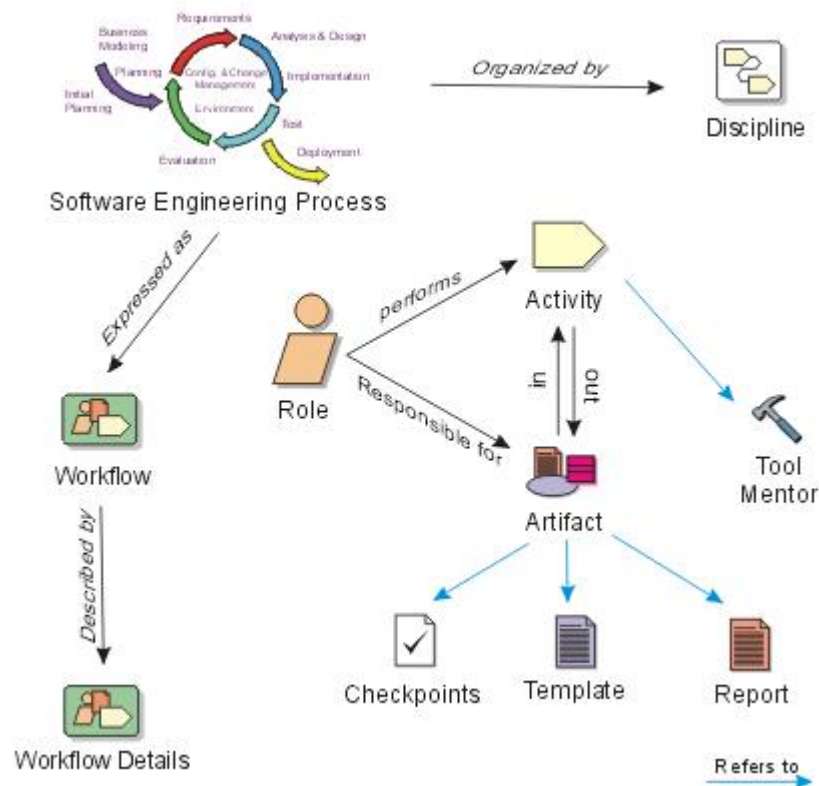 Requirements
Business
Modeling
Analysis & Design
Planning
Config. & Change
Management
Implementation
Initial
Planning
Environment
Test
Evaluation
Deployment
Software Engineering Process
Organized by
Discipline
Expressed as
performs
Activity
Role
Responsible for
in
out
Workflow
Tool
Mentor
Artifact
Described by
Checkpoints
Template
Report
Workflow Details
Refers to